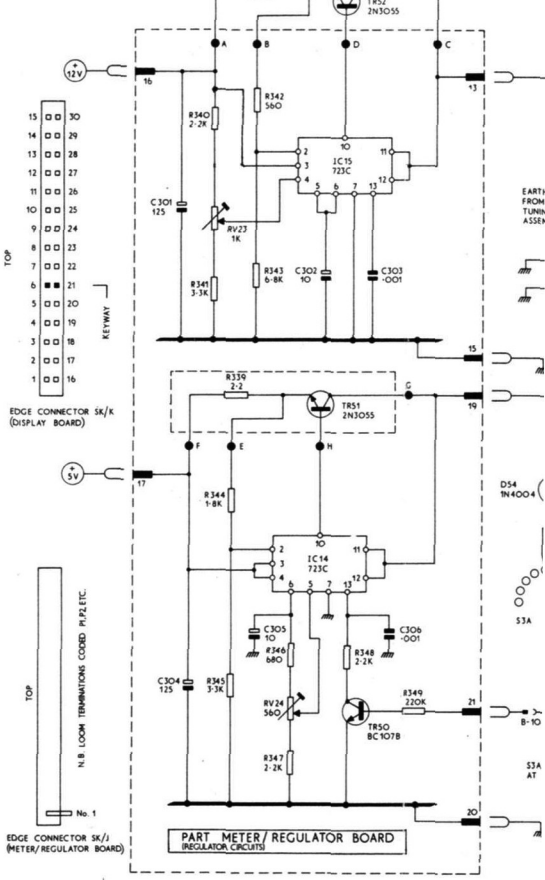 TR52
2N3055
A
B
D
C
+
12V
16
13
R342
560
R340
2·2K
15 30
14 29
13 28
12 27
11 26
10 25
9 24
8 23
7 22
6 21
5 20
4 19
3 18
2 17
1 16
TOP
KEYWAY
EDGE CONNECTOR SK/K
(DISPLAY BOARD)
10
2
3
4
IC15
723C
11
12
5 6 7 13
C301
125
RV23
1K
R341
3·3K
R343
6·8K
C302
10
C303
·001
EARTH
FROM
TUNIN
ASSEM
15
R339
2·2
TR51
2N3055
G
19
F
E
H
+
5V
17
R344
1·8K
10
2
3
4
IC14
723C
11
12
6 5 7 13
D54
1N4004
S3A
C305
10
R346
680
C306
·001
R348
2·2K
C304
125
R345
3·3K
RV24
560
R349
220K
21
B-10
TR50
BC107B
R347
2·2K
S3A
AT
TOP
N.B. LOOM TERMINATIONS CODED P1,P2, ETC.
No. 1
EDGE CONNECTOR SK/J
(METER/REGULATOR BOARD)
20
PART METER/REGULATOR BOARD
(REGULATOR CIRCUITS)